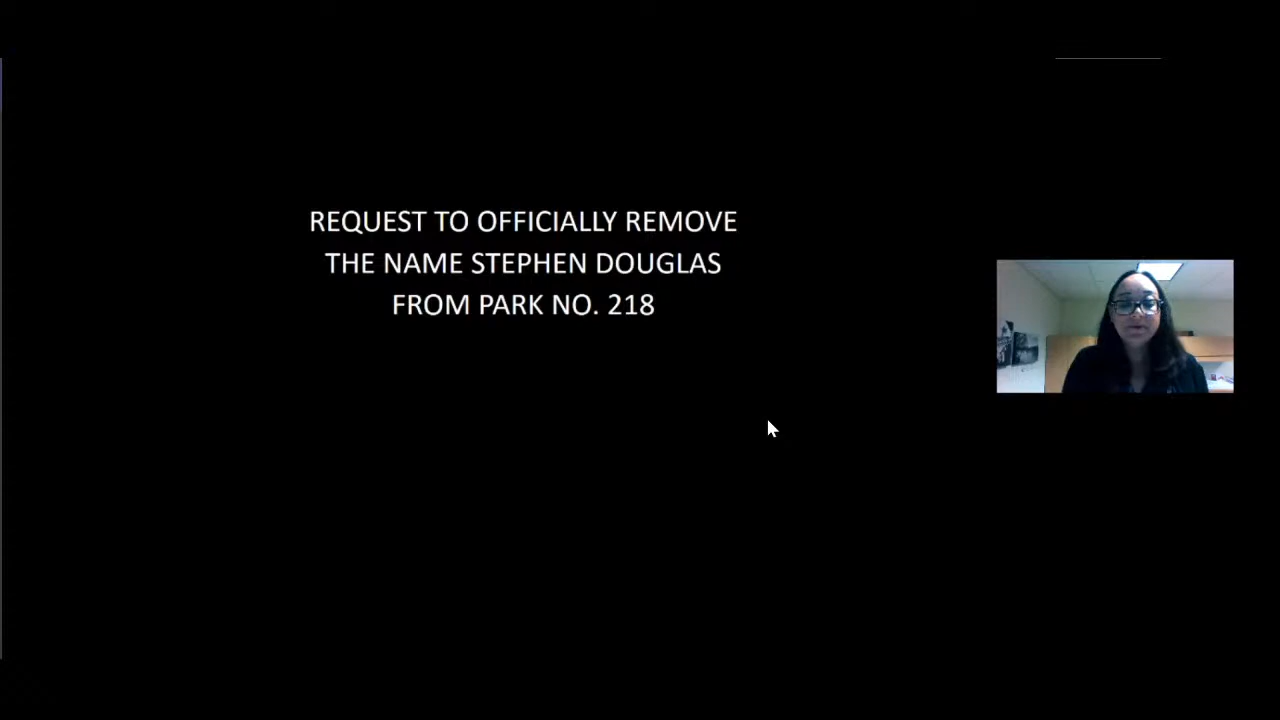 REQUEST TO OFFICIALLY REMOVE
THE NAME STEPHEN DOUGLAS
FROM PARK NO. 218